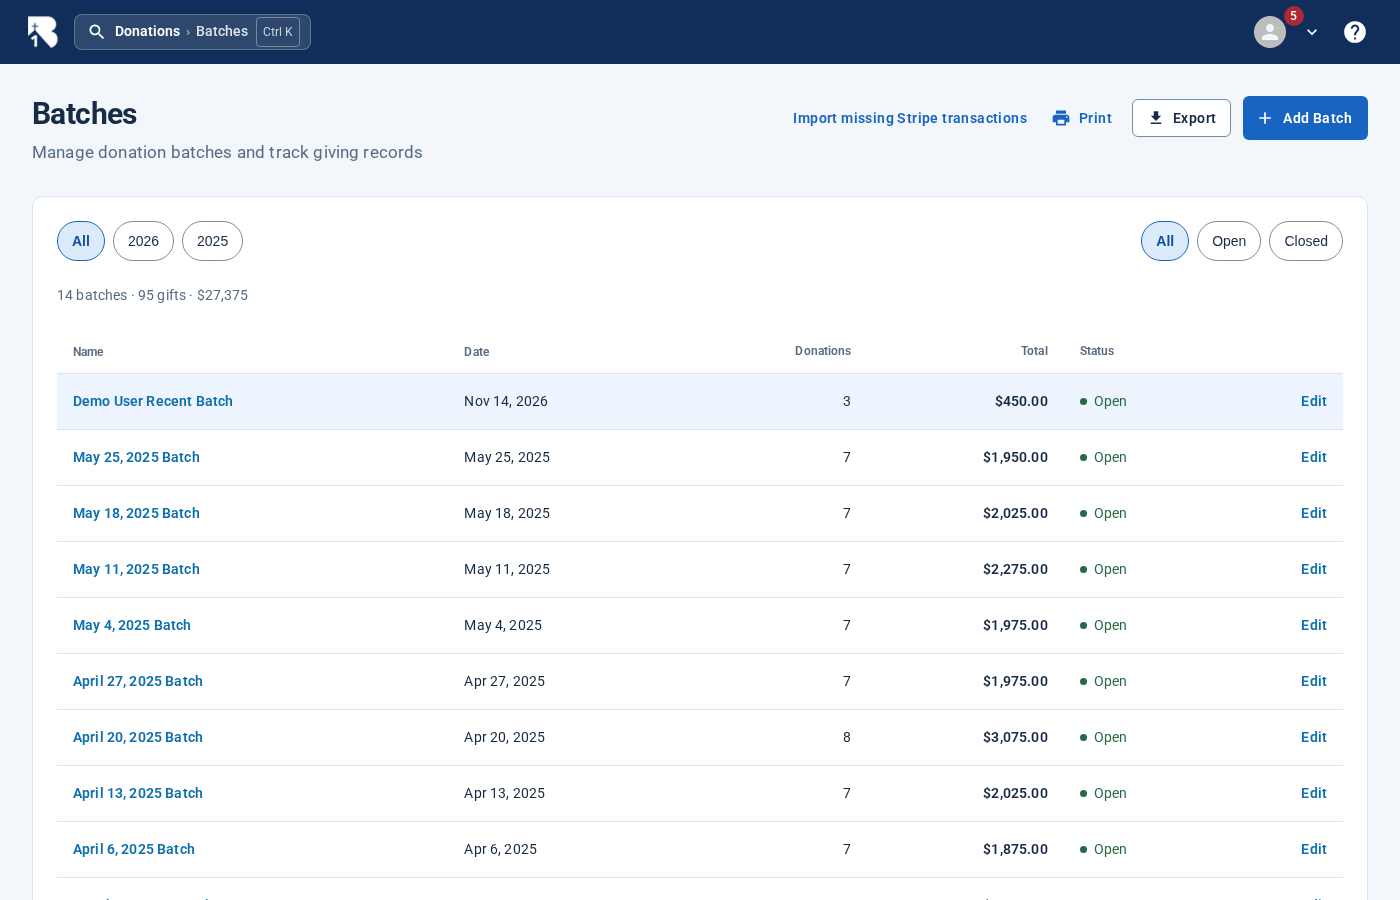 Donations › Batches Ctrl K
5
Batches
Manage donation batches and track giving records
Import missing Stripe transactions Print Export Add Batch
All 2026 2025 All Open Closed
14 batches · 95 gifts · $27,375
Name Date Donations Total Status
Demo User Recent Batch Nov 14, 2026 3 $450.00 Open Edit
May 25, 2025 Batch May 25, 2025 7 $1,950.00 Open Edit
May 18, 2025 Batch May 18, 2025 7 $2,025.00 Open Edit
May 11, 2025 Batch May 11, 2025 7 $2,275.00 Open Edit
May 4, 2025 Batch May 4, 2025 7 $1,975.00 Open Edit
April 27, 2025 Batch Apr 27, 2025 7 $1,975.00 Open Edit
April 20, 2025 Batch Apr 20, 2025 8 $3,075.00 Open Edit
April 13, 2025 Batch Apr 13, 2025 7 $2,025.00 Open Edit
April 6, 2025 Batch Apr 6, 2025 7 $1,875.00 Open Edit